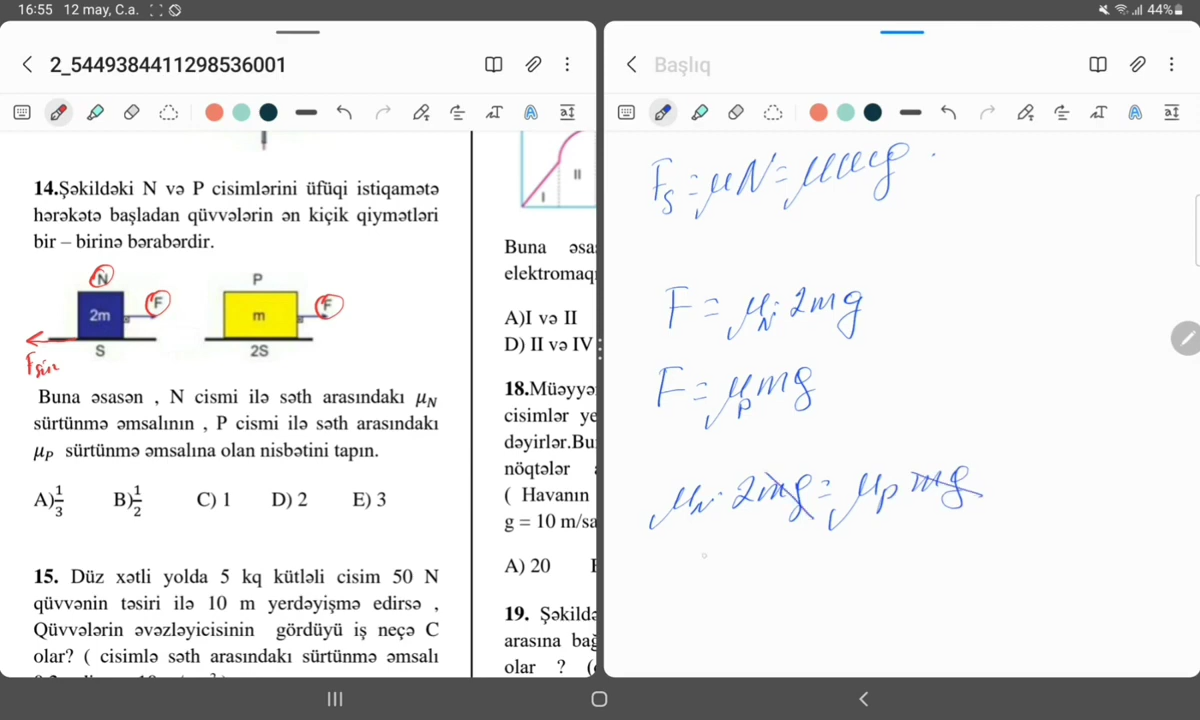 16:55 12 may, C.a. 44%
2_5449384411298536001
14.Şəkildəki N və P cisimlərini üfüqi istiqamətə
hərəkətə başladan qüvvələrin ən kiçik qiymətləri
bir – birinə bərabərdir.
N F P F
2m m
S 2S
Fsür
Buna əsasən , N cismi ilə səth arasındakı μN
sürtünmə əmsalının , P cismi ilə səth arasındakı
μP sürtünmə əmsalına olan nisbətini tapın.
A)1/3 B)1/2 C) 1 D) 2 E) 3
15. Düz xətli yolda 5 kq kütləli cisim 50 N
qüvvənin təsiri ilə 10 m yerdəyişmə edirsə ,
Qüvvələrin əvəzləyicisinin gördüyü iş neçə C
olar? ( cisimlə səth arasındakı sürtünmə əmsalı
I II
Buna
elektromaq
A)I və II
D) II və IV
18.Müəyyə
cisimlər ye
dəyirlər.Bu
nöqtələr
( Havanın
g = 10 m/sa
A) 20
19. Şəkildə
arasına bağ
olar ? (
Başlıq
Fs=μN=μmg
F=μN·2mg
F=μPmg
μN·2mg=μPmg